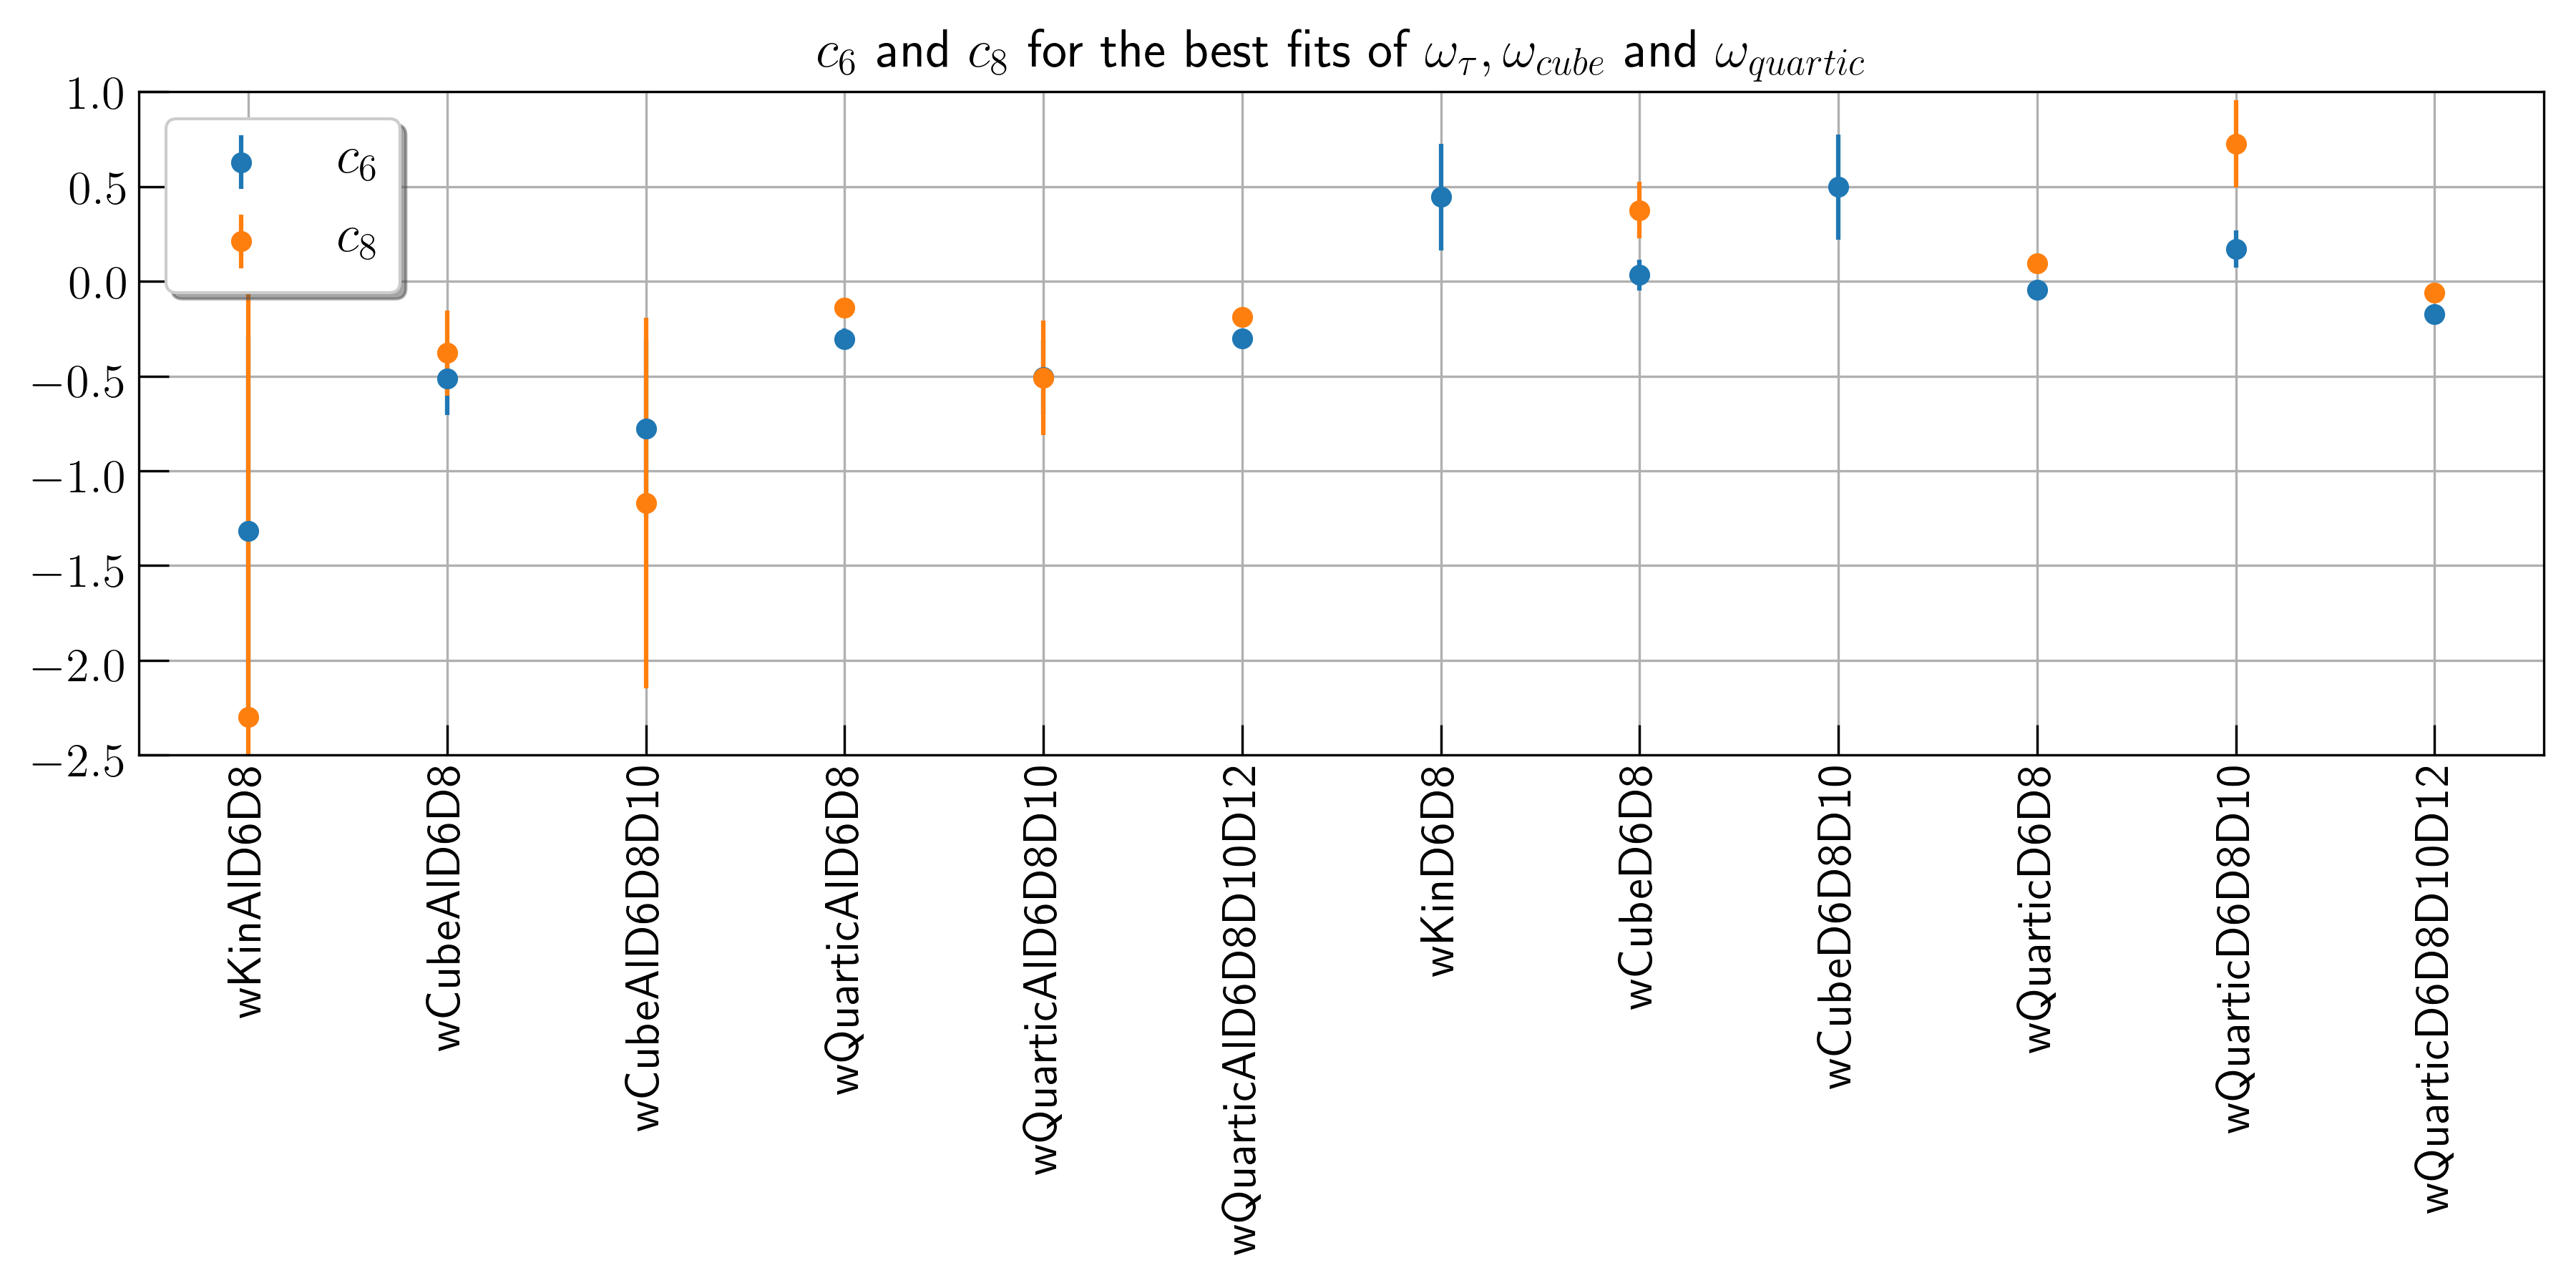 c6 and c8 for the best fits of ωτ, ωcube and ωquartic
1.0
0.5
0.0
−0.5
−1.0
−1.5
−2.0
−2.5
c6
c8
wKinAlD6D8
wCubeAlD6D8
wCubeAlD6D8D10
wQuarticAlD6D8
wQuarticAlD6D8D10
wQuarticAlD6D8D10D12
wKinD6D8
wCubeD6D8
wCubeD6D8D10
wQuarticD6D8
wQuarticD6D8D10
wQuarticD6D8D10D12